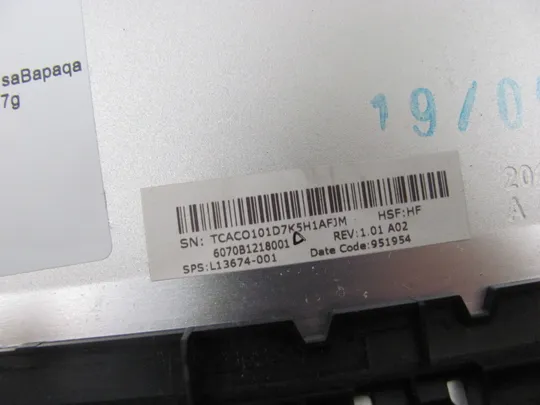 saBapaqa
7g
19/0
20
A
SN: TCACO101D7K5H1AFJM HSF:HF
6070B1218001 REV:1.01 A02
SPS:L13674-001 Date Code:951954